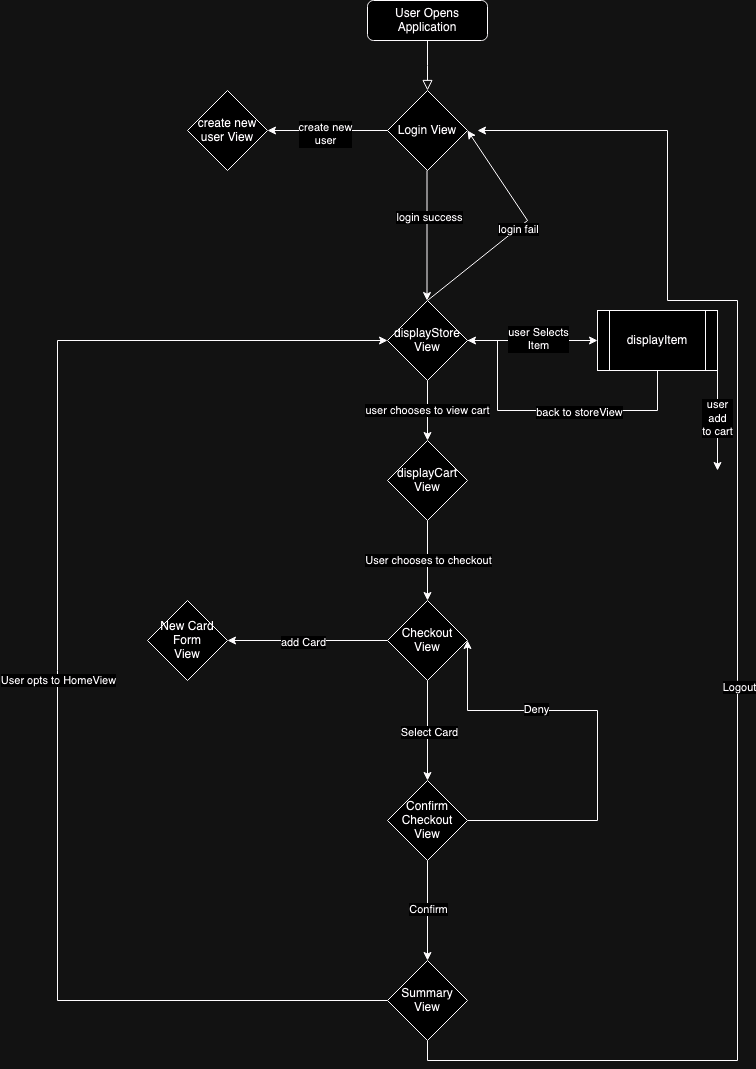 User Opens
Application
create new
user View
create new
user
Login View
login success
login fail
displayStore
View
user Selects
Item
displayItem
user chooses to view cart
back to storeView
user
add
to cart
displayCart
View
User chooses to checkout
New Card
Form
View
add Card
Checkout
View
User opts to HomeView
Logout
Deny
Select Card
Confirm
Checkout
View
Confirm
Summary
View